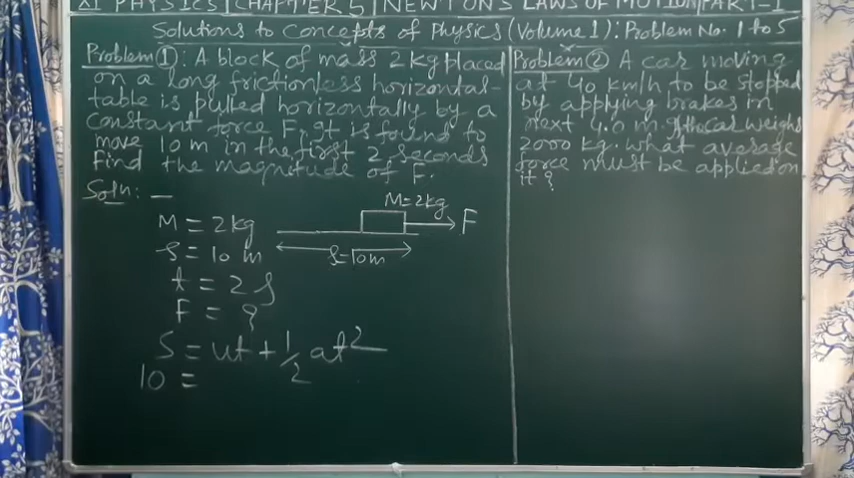 XI PHYSICS | CHAPTER 5 | NEWTON'S LAWS OF MOTION | PART-1
Solutions to Concepts of Physics (Volume 1): Problem No. 1 to 5
Problem ①: A block of mass 2 kg placed
on a long frictionless horizontal-
table is pulled horizontally by a
constant force F. It is found to
move 10 m in the first 2 seconds
Find the magnitude of F.
Soln: —
M = 2 kg
s = 10 m
t = 2 s
F = ?
S = ut + 1/2 at²
10 =
M=2kg
F
s=10m
Problem ② A car moving
at 40 km/h to be stopped
by applying brakes in
next 4.0 m. If the car weighs
2000 kg. what average
force must be applied on
it ?